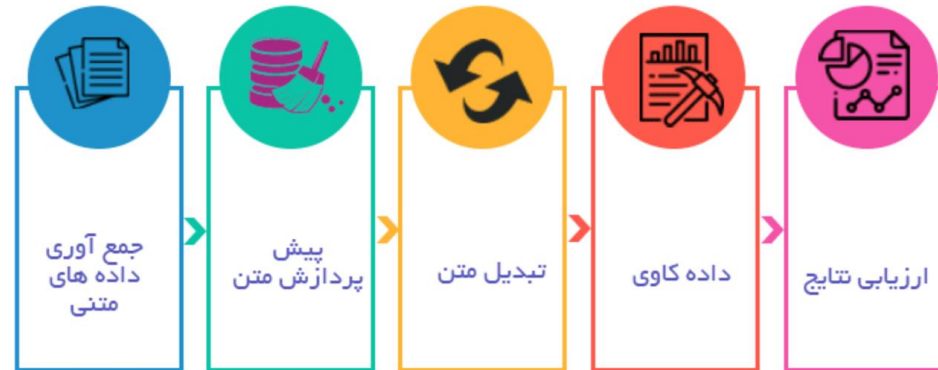 جمع آوری
داده های
متنی
پیش
پردازش متن
تبدیل متن
داده کاوی
ارزیابی نتایج